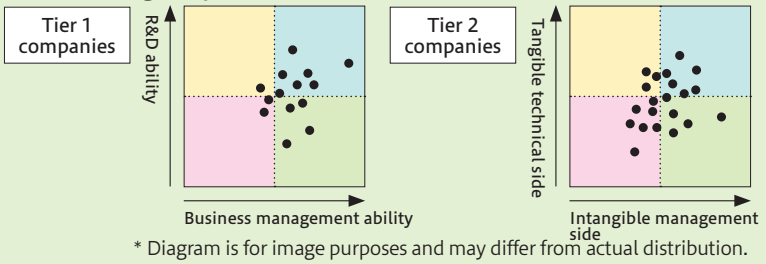 Tier 1
companies
R&D ability
Business management ability
Tier 2
companies
Tangible technical side
Intangible management
side
* Diagram is for image purposes and may differ from actual distribution.